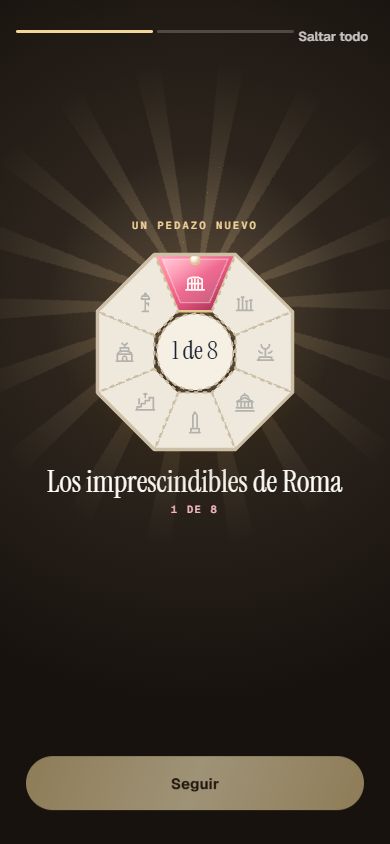 Saltar todo
UN PEDAZO NUEVO
1 de 8
Los imprescindibles de Roma
1 DE 8
Seguir